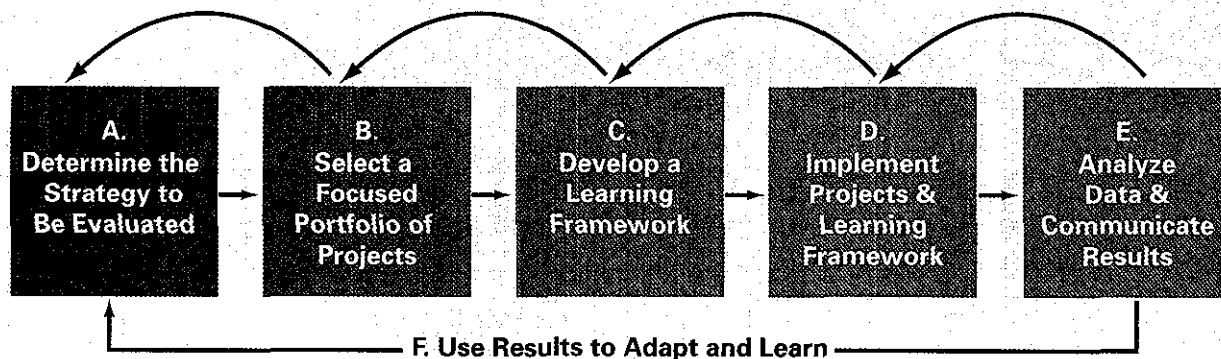 A.
Determine the
Strategy to
Be Evaluated
B.
Select a
Focused
Portfolio of
Projects
C.
Develop a
Learning
Framework
D.
Implement
Projects &
Learning
Framework
E.
Analyze
Data &
Communicate
Results
F. Use Results to Adapt and Learn